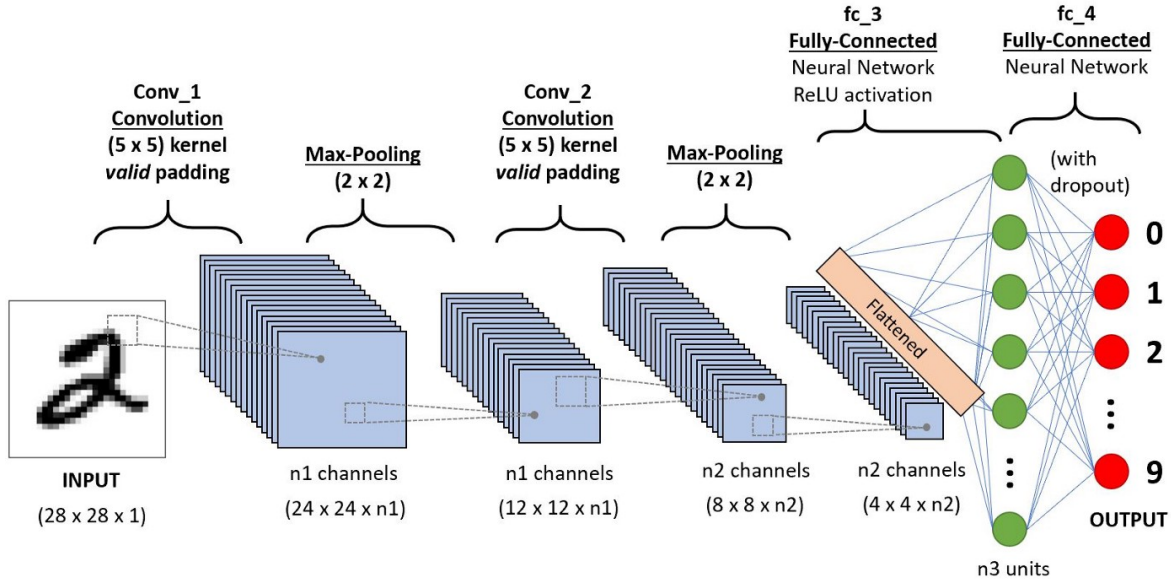 Conv_1
Convolution
(5 x 5) kernel
valid padding
Max-Pooling
(2 x 2)
Conv_2
Convolution
(5 x 5) kernel
valid padding
Max-Pooling
(2 x 2)
fc_3
Fully-Connected
Neural Network
ReLU activation
fc_4
Fully-Connected
Neural Network
(with
dropout)
2
INPUT
(28 x 28 x 1)
n1 channels
(24 x 24 x n1)
n1 channels
(12 x 12 x n1)
n2 channels
(8 x 8 x n2)
n2 channels
(4 x 4 x n2)
Flattened
n3 units
0
1
2
9
OUTPUT